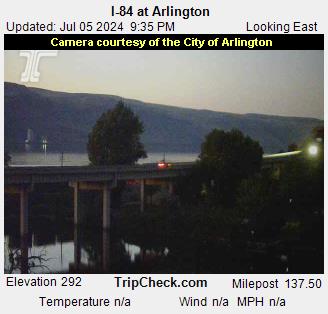 I-84 at Arlington
Updated: Jul 05 2024 9:35 PM Looking East
Camera courtesy of the City of Arlington
Elevation 292 TripCheck.com Milepost 137.50
Temperature n/a Wind n/a MPH n/a